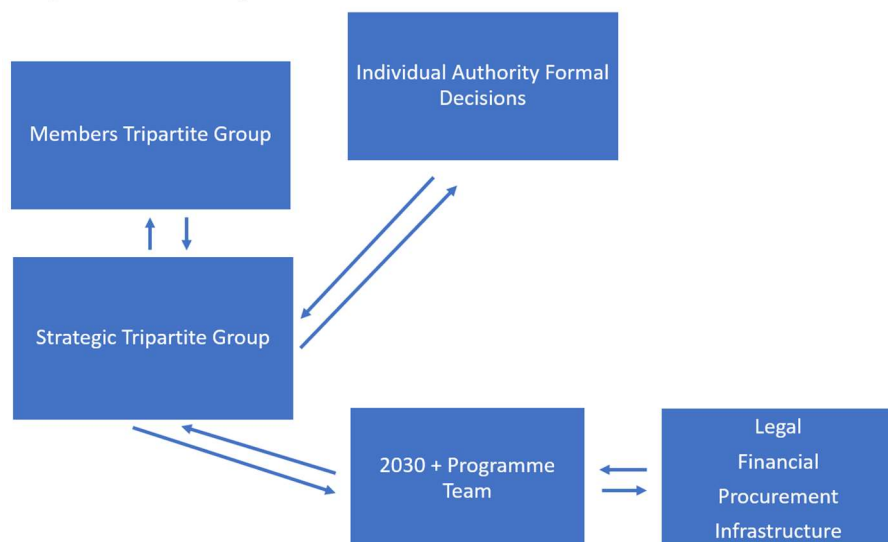 Individual Authority Formal
Decisions
Members Tripartite Group
Strategic Tripartite Group
2030 + Programme
Team
Legal
Financial
Procurement
Infrastructure